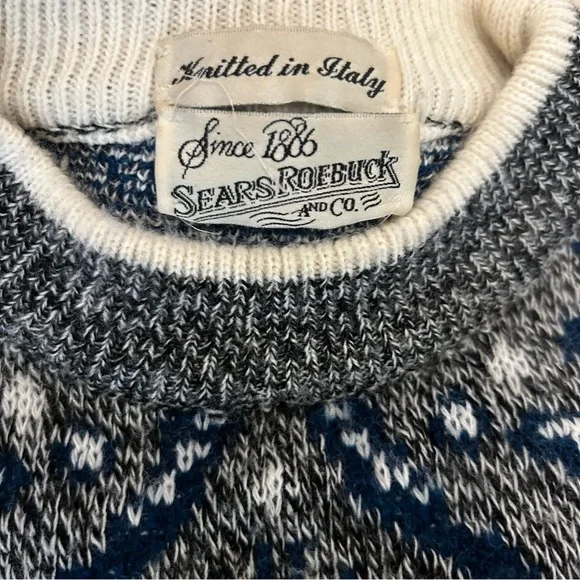 Knitted in Italy
Since 1886
SEARS ROEBUCK
AND CO.